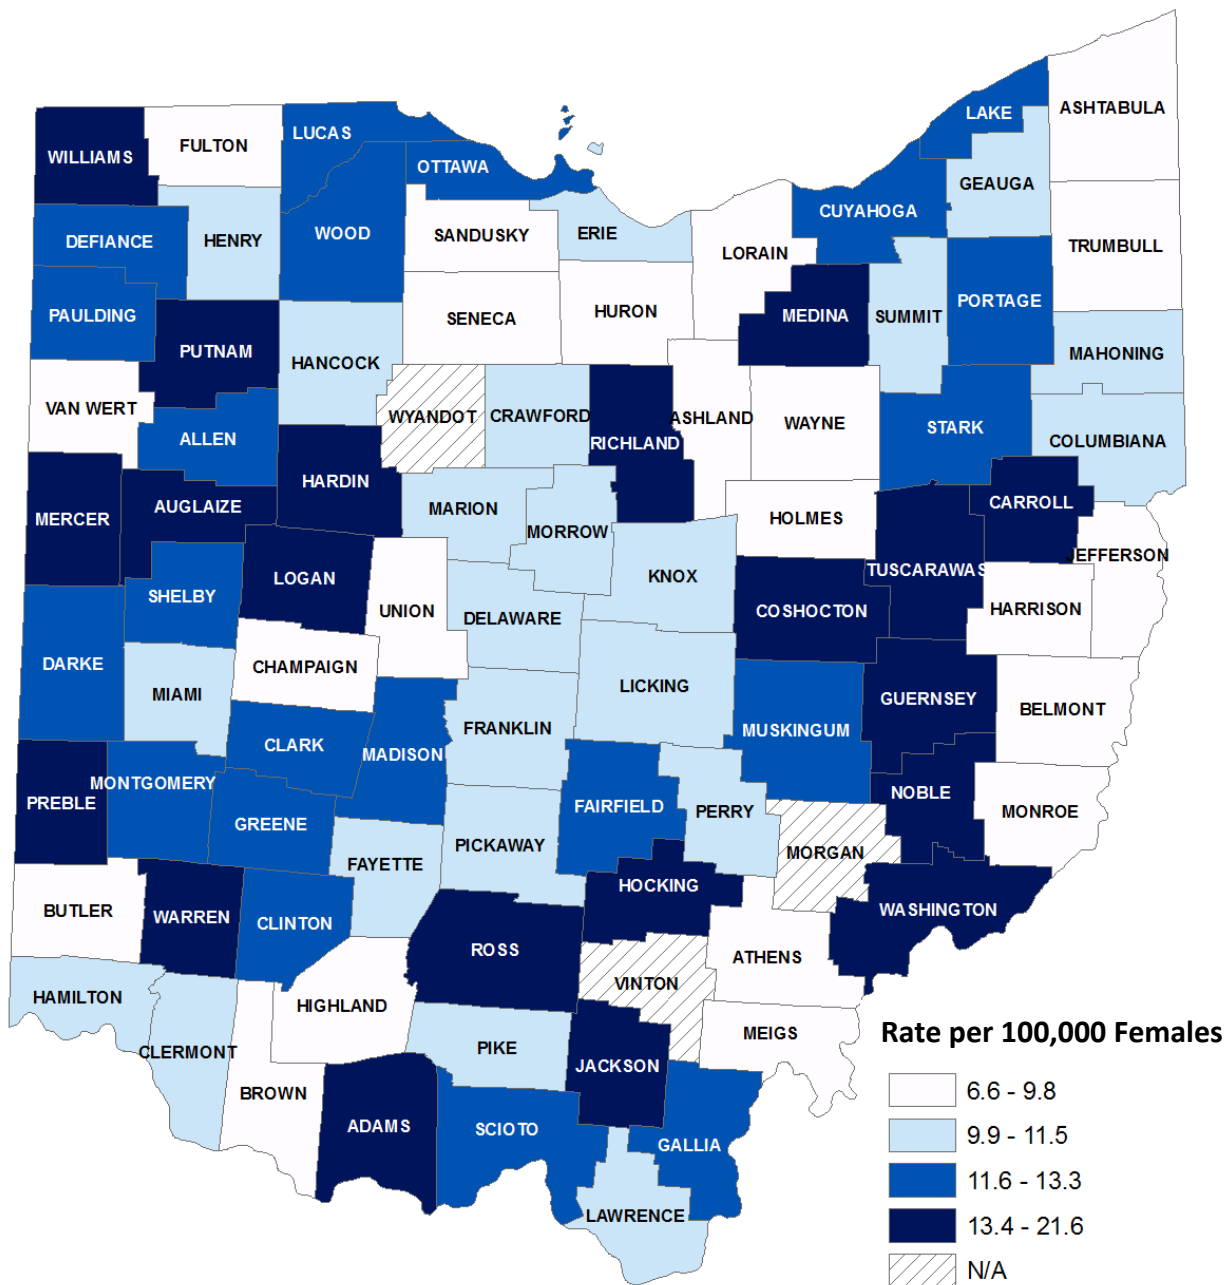 ASHTABULA
LAKE
LUCAS
FULTON
WILLIAMS
OTTAWA
GEAUGA
CUYAHOGA
WOOD
SANDUSKY
ERIE
DEFIANCE
HENRY
TRUMBULL
LORAIN
PORTAGE
HURON
PAULDING
MEDINA
SUMMIT
SENECA
PUTNAM
MAHONING
HANCOCK
VAN WERT
WYANDOT
CRAWFORD
ASHLAND
WAYNE
STARK
ALLEN
RICHLAND
COLUMBIANA
HARDIN
CARROLL
AUGLAIZE
MARION
MERCER
HOLMES
MORROW
JEFFERSON
TUSCARAWAS
LOGAN
KNOX
SHELBY
UNION
COSHOCTON
HARRISON
DELAWARE
DARKE
CHAMPAIGN
LICKING
MIAMI
GUERNSEY
BELMONT
FRANKLIN
MUSKINGUM
CLARK
MADISON
MONTGOMERY
NOBLE
PREBLE
FAIRFIELD
PERRY
MONROE
GREENE
PICKAWAY
MORGAN
FAYETTE
HOCKING
BUTLER
WARREN
CLINTON
WASHINGTON
ROSS
ATHENS
VINTON
HAMILTON
HIGHLAND
MEIGS
CLERMONT
PIKE
JACKSON
BROWN
ADAMS
SCIOTO
GALLIA
LAWRENCE
Rate per 100,000 Females
6.6 - 9.8
9.9 - 11.5
11.6 - 13.3
13.4 - 21.6
N/A